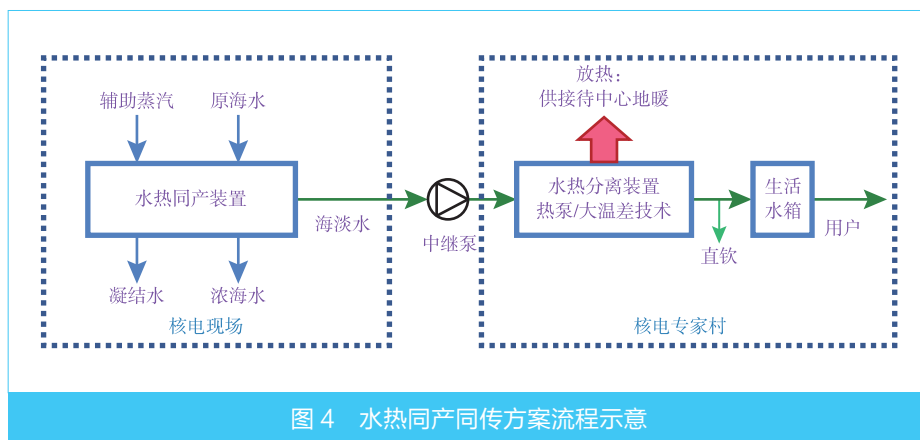 放热：
供接待中心地暖
辅助蒸汽
原海水
水热同产装置
海淡水
中继泵
水热分离装置
热泵/大温差技术
生活
水箱
用户
直钦
凝结水
浓海水
核电现场
核电专家村
图 4 水热同产同传方案流程示意